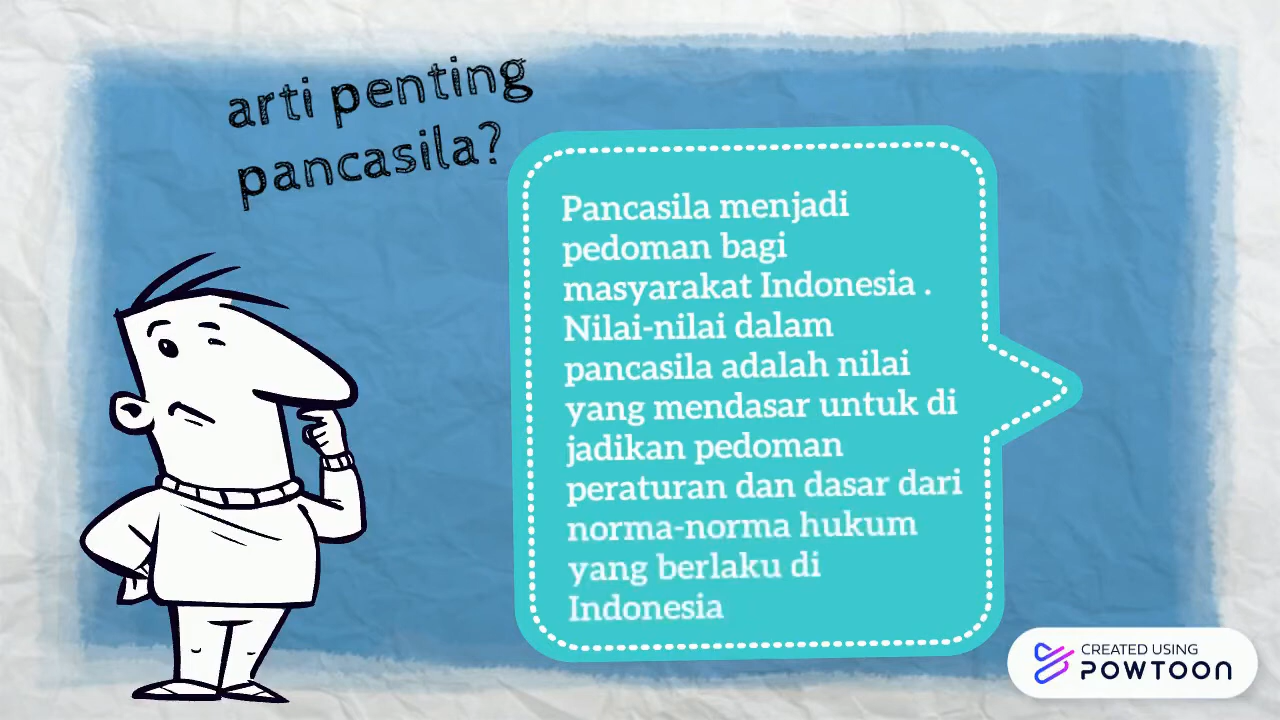 arti penting
pancasila?
Pancasila menjadi
pedoman bagi
masyarakat Indonesia .
Nilai-nilai dalam
pancasila adalah nilai
yang mendasar untuk di
jadikan pedoman
peraturan dan dasar dari
norma-norma hukum
yang berlaku di
Indonesia
CREATED USING
POWTOON